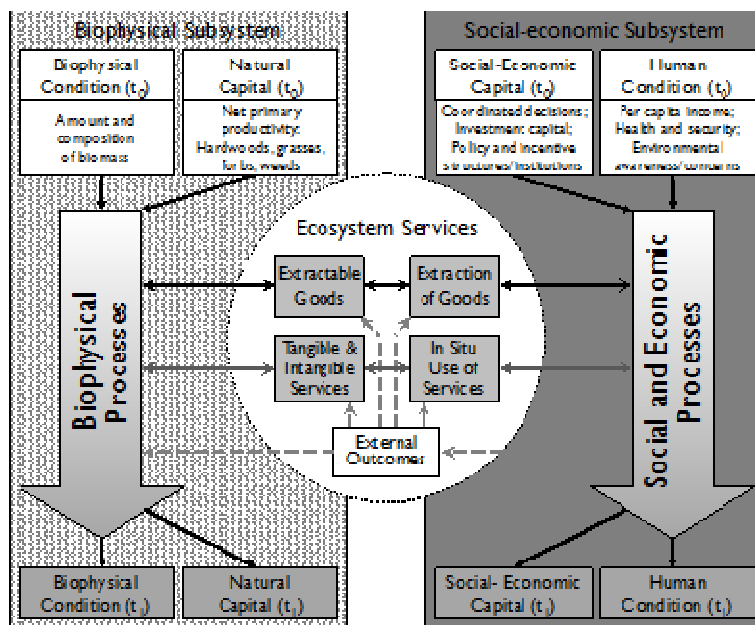 Biophysical Subsystem
Biophysical
Condition (t₀)
Amount and
composition
of biomass
Natural
Capital (t₀)
Net primary
productivity:
Hardwoods, grasses,
forbs, weeds
Social-economic Subsystem
Social-Economic
Capital (t₀)
Coordinated decisions;
Investment capital;
Policy and incentive
structures/institutions
Human
Condition (t₀)
Per capita income;
Health and security;
Environmental
awareness/concerns
Ecosystem Services
Extractable
Goods
Extraction
of Goods
Tangible &
Intangible
Services
In Situ
Use of
Services
External
Outcomes
Biophysical
Processes
Social and Economic
Processes
Biophysical
Condition (t₁)
Natural
Capital (t₁)
Social- Economic
Capital (t₁)
Human
Condition (t₁)